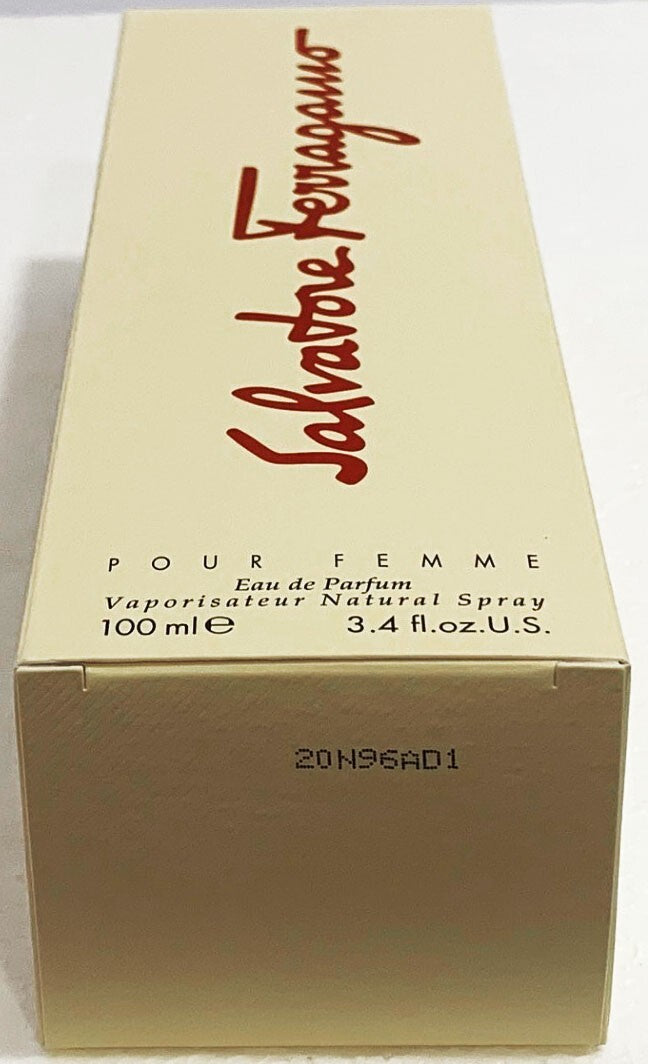 Salvatore Ferragamo
POUR FEMME
Eau de Parfum
Vaporisateur Natural Spray
100 ml ℮ 3.4 fl.oz.U.S.
20N96AD1